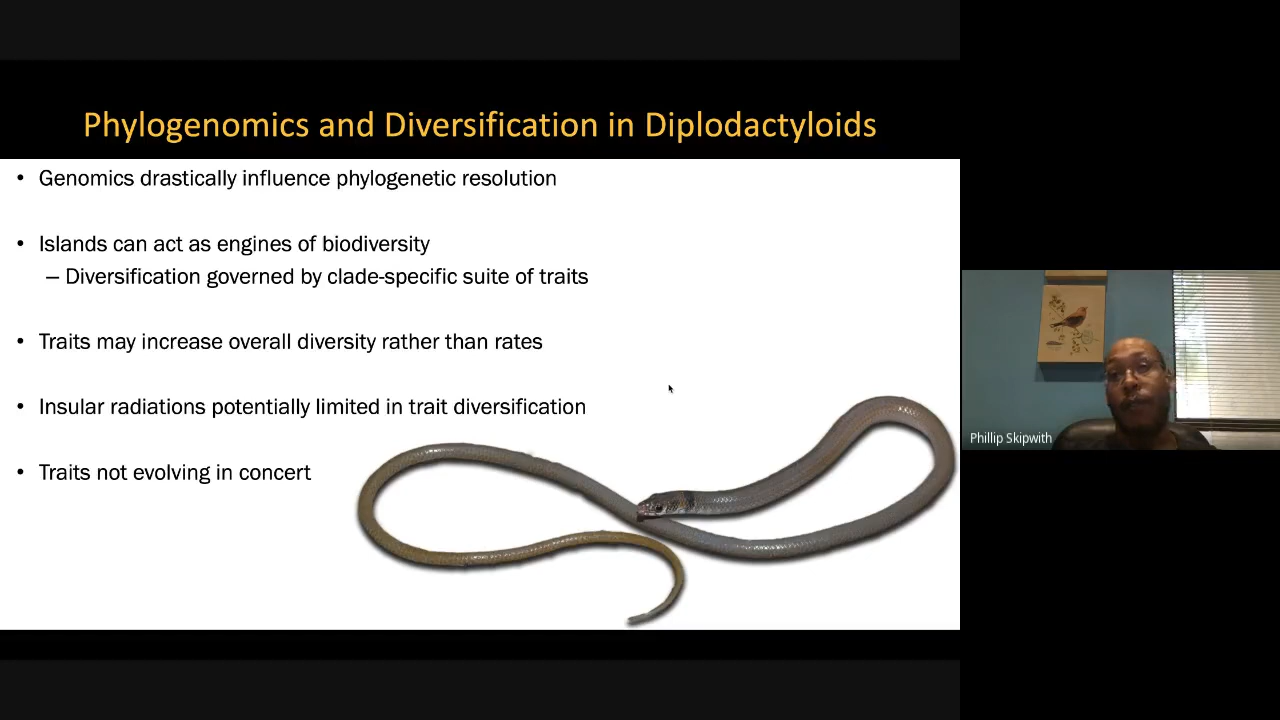 Phylogenomics and Diversification in Diplodactyloids
• Genomics drastically influence phylogenetic resolution
• Islands can act as engines of biodiversity
– Diversification governed by clade-specific suite of traits
• Traits may increase overall diversity rather than rates
• Insular radiations potentially limited in trait diversification
• Traits not evolving in concert
Phillip Skipwith